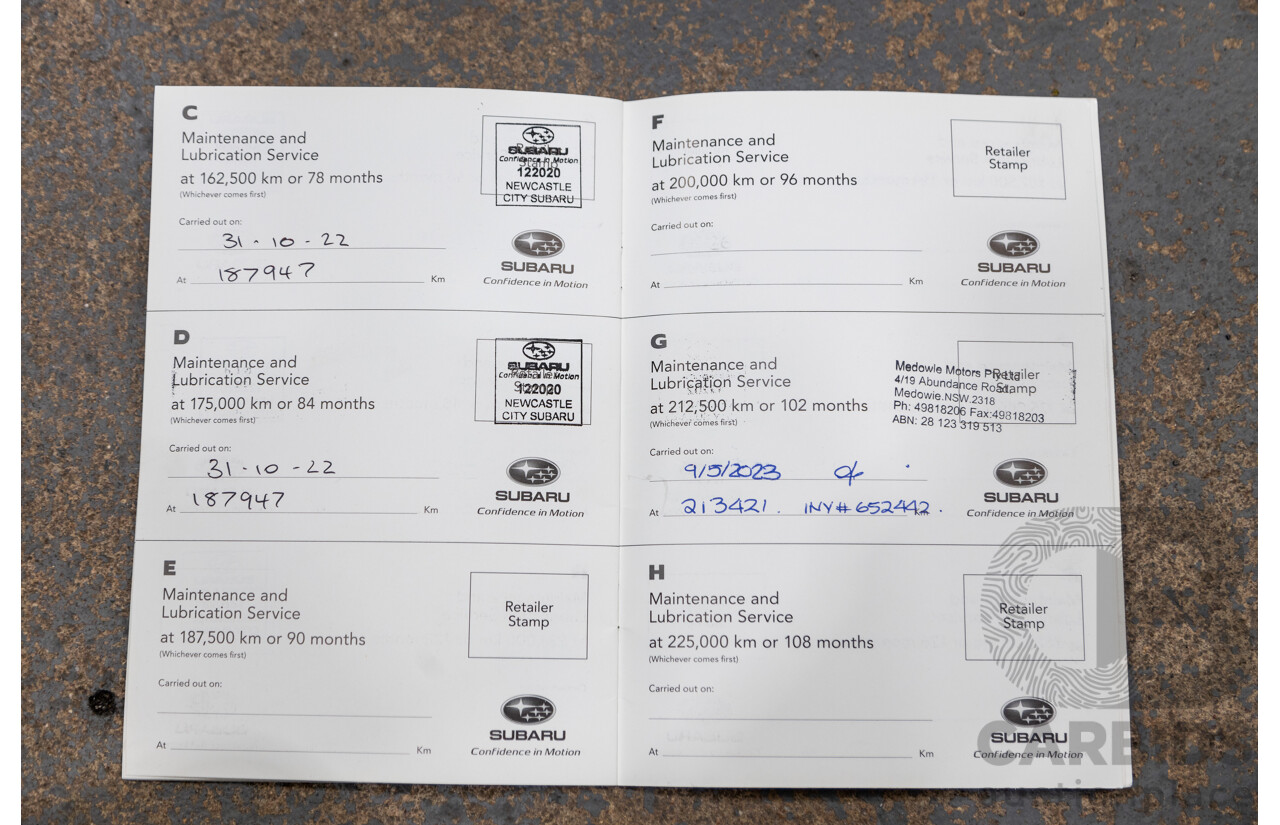 C
Maintenance and
Lubrication Service
at 162,500 km or 78 months
(Whichever comes first)
SUBARU
Confidence in Motion
122020
NEWCASTLE
CITY SUBARU
Carried out on:
31-10-22
At 187947 Km
SUBARU
Confidence in Motion
D
Maintenance and
Lubrication Service
at 175,000 km or 84 months
(Whichever comes first)
SUBARU
Confidence in Motion
122020
NEWCASTLE
CITY SUBARU
Carried out on:
31-10-22
At 187947 Km
SUBARU
Confidence in Motion
E
Maintenance and
Lubrication Service
at 187,500 km or 90 months
(Whichever comes first)
Retailer
Stamp
Carried out on:
At Km
SUBARU
Confidence in Motion
F
Maintenance and
Lubrication Service
at 200,000 km or 96 months
(Whichever comes first)
Retailer
Stamp
Carried out on:
At Km
SUBARU
Confidence in Motion
G
Maintenance and
Lubrication Service
at 212,500 km or 102 months
(Whichever comes first)
Retailer
Stamp
Medowie Motors Pty Ltd
4/19 Abundance Road,
Medowie.NSW.2318
Ph: 49818206 Fax:49818203
ABN: 28 123 319 513
Carried out on:
9/5/2023
At 213421. INV# 652442. Km
SUBARU
Confidence in Motion
H
Maintenance and
Lubrication Service
at 225,000 km or 108 months
(Whichever comes first)
Retailer
Stamp
Carried out on:
At Km
SUBARU
Confidence in Motion